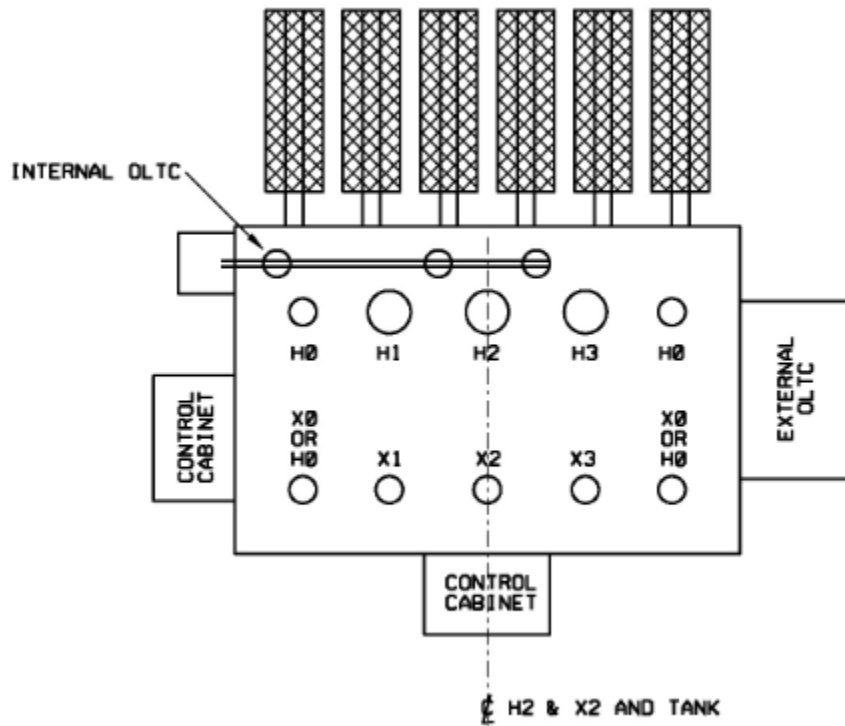 INTERNAL OLTC
H0 H1 H2 H3 H0
EXTERNAL
OLTC
CONTROL
CABINET
X0
OR
H0
X1 X2 X3
X0
OR
H0
CONTROL
CABINET
℄ H2 & X2 AND TANK